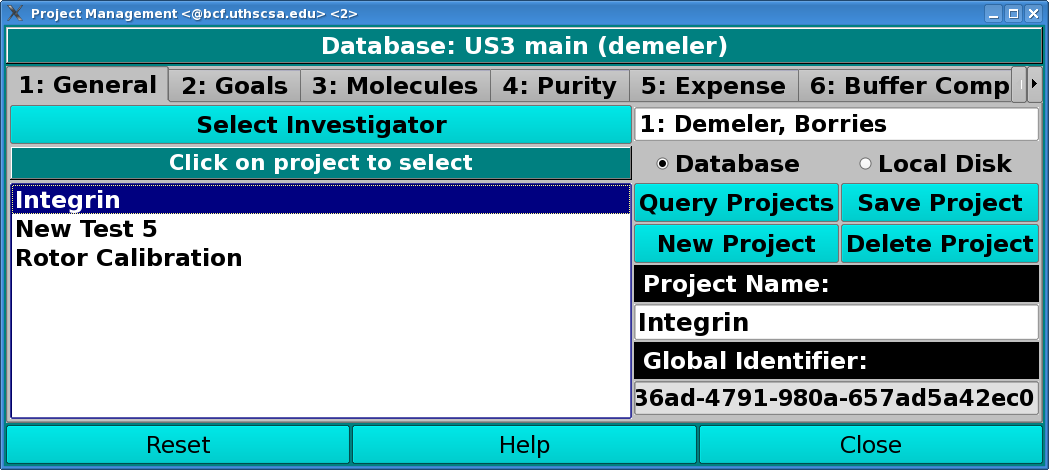 Project Management <@bcf.uthscsa.edu> <2>
Database: US3 main (demeler)
1: General 2: Goals 3: Molecules 4: Purity 5: Expense 6: Buffer Comp
Select Investigator
1: Demeler, Borries
Click on project to select
Database Local Disk
Integrin
New Test 5
Rotor Calibration
Query Projects Save Project
New Project Delete Project
Project Name:
Integrin
Global Identifier:
36ad-4791-980a-657ad5a42ec0
Reset Help Close